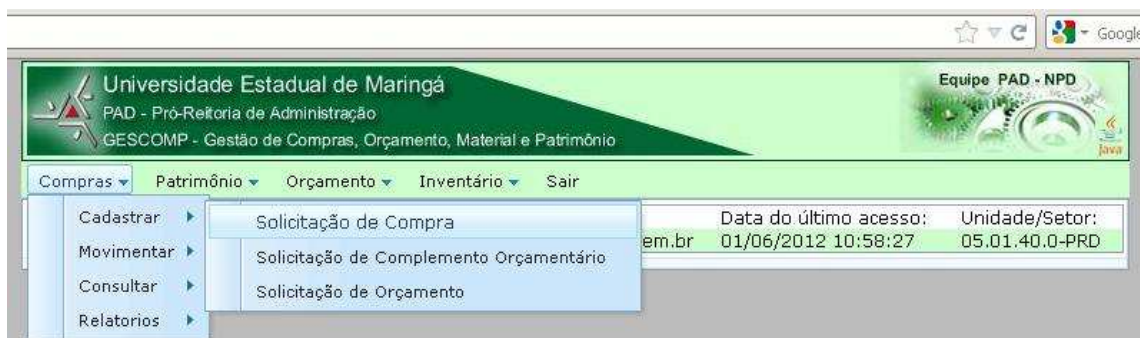 Google
Universidade Estadual de Maringá
PAD - Pró-Reitoria de Administração
GESCOMP - Gestão de Compras, Orçamento, Material e Patrimônio
Equipe PAD - NPD
Java
Compras Patrimônio Orçamento Inventário Sair
Cadastrar
Movimentar
Consultar
Relatorios
Solicitação de Compra
Solicitação de Complemento Orçamentário
Solicitação de Orçamento
Data do último acesso: Unidade/Setor:
em.br 01/06/2012 10:58:27 05.01.40.0-PRD